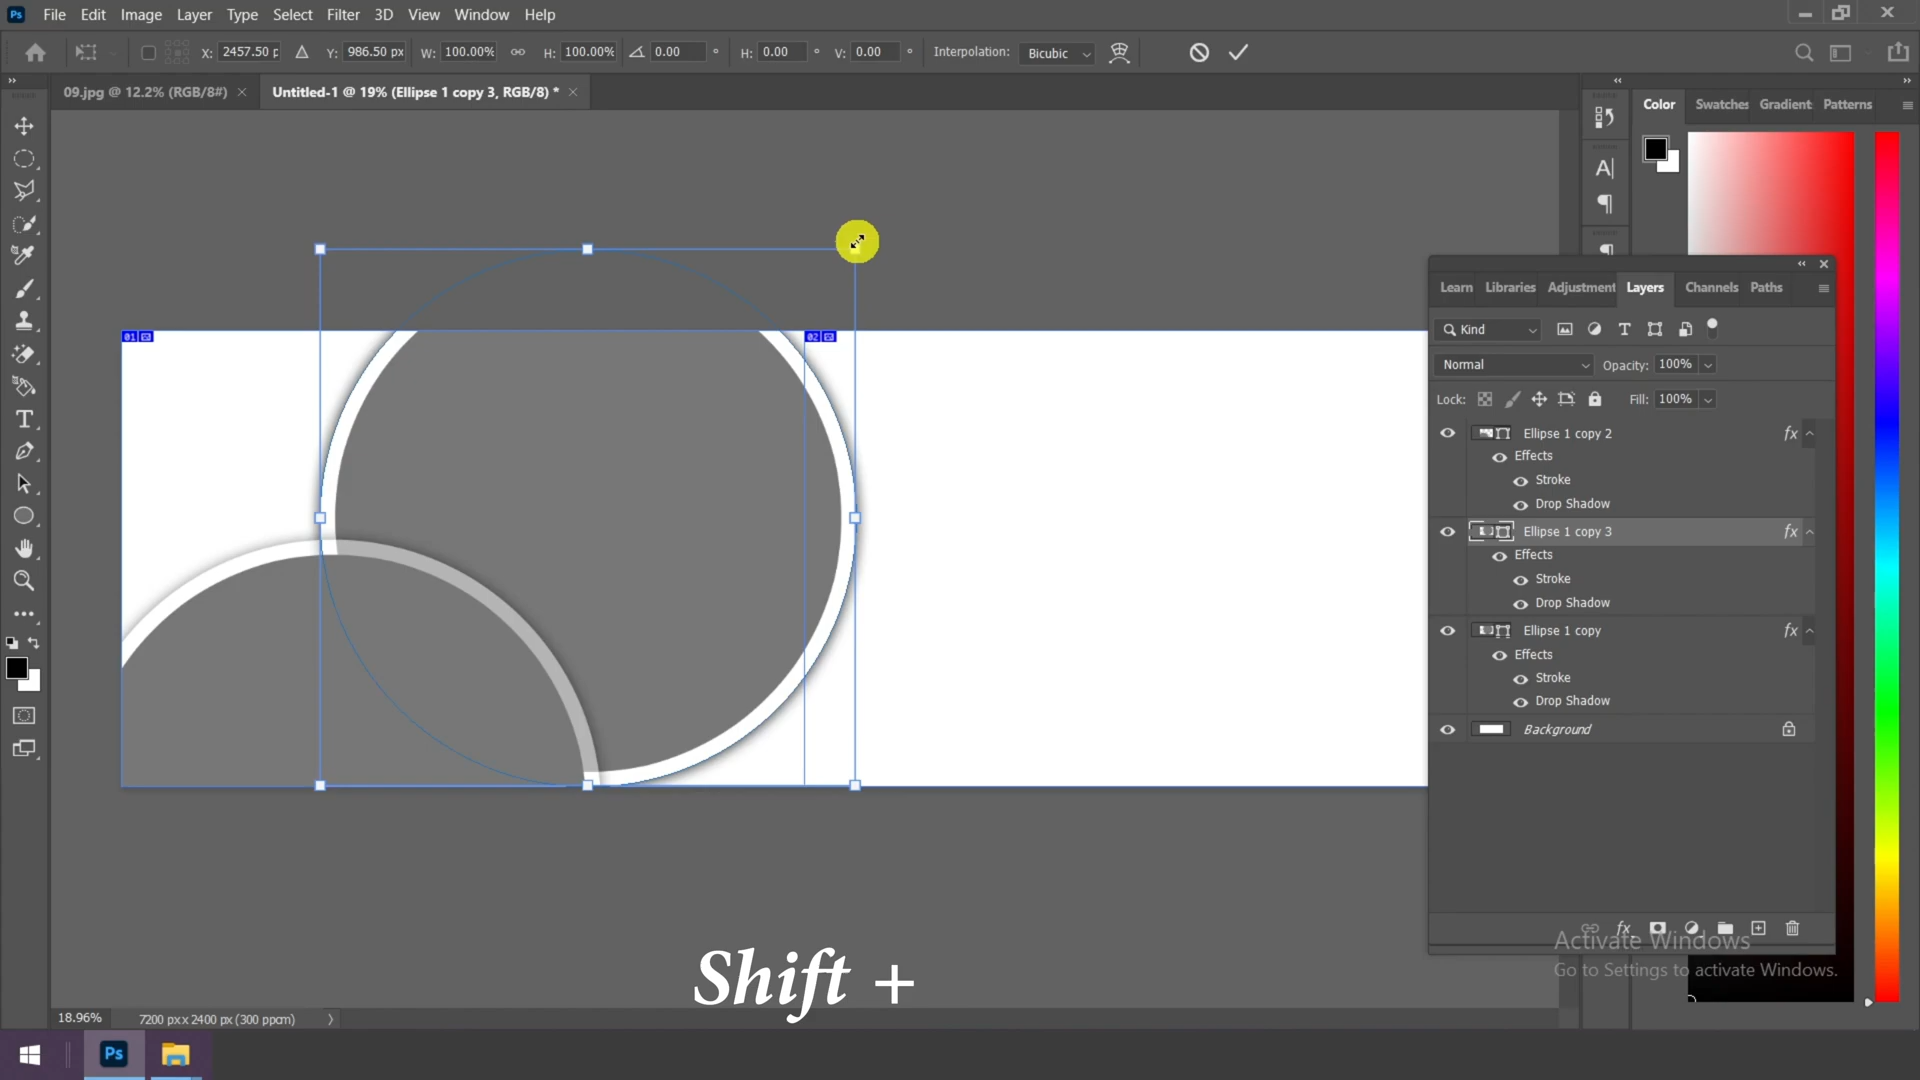 Ps File Edit Image Layer Type Select Filter 3D View Window Help
X: 2457.50 p Y: 986.50 px W: 100.00% H: 100.00% 0.00 ° H: 0.00 ° V: 0.00 ° Interpolation: Bicubic
09.jpg @ 12.2% (RGB/8#) × Untitled-1 @ 19% (Ellipse 1 copy 3, RGB/8) * ×
Color Swatches Gradient Patterns
01 02
Learn Libraries Adjustment Layers Channels Paths
Kind
Normal Opacity: 100%
Lock: Fill: 100%
Ellipse 1 copy 2 fx
Effects
Stroke
Drop Shadow
Ellipse 1 copy 3 fx
Effects
Stroke
Drop Shadow
Ellipse 1 copy fx
Effects
Stroke
Drop Shadow
Background
fx
Activate Windows
Go to Settings to activate Windows.
Shift +
18.96% 7200 px x 2400 px (300 ppcm)
Ps